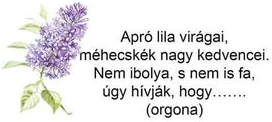 Apró lila virágai,
méhecskék nagy kedvencei.
Nem ibolya, s nem is fa,
úgy hívják, hogy.......
(orgona)